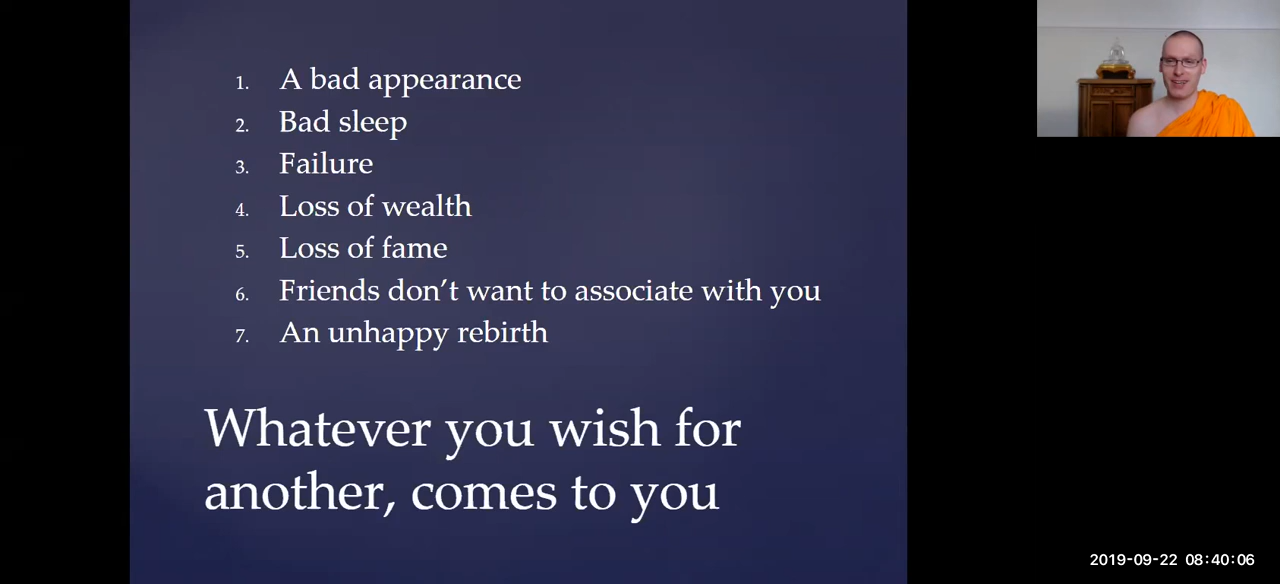 1. A bad appearance
2. Bad sleep
3. Failure
4. Loss of wealth
5. Loss of fame
6. Friends don’t want to associate with you
7. An unhappy rebirth
Whatever you wish for
another, comes to you
2019-09-22 08:40:06